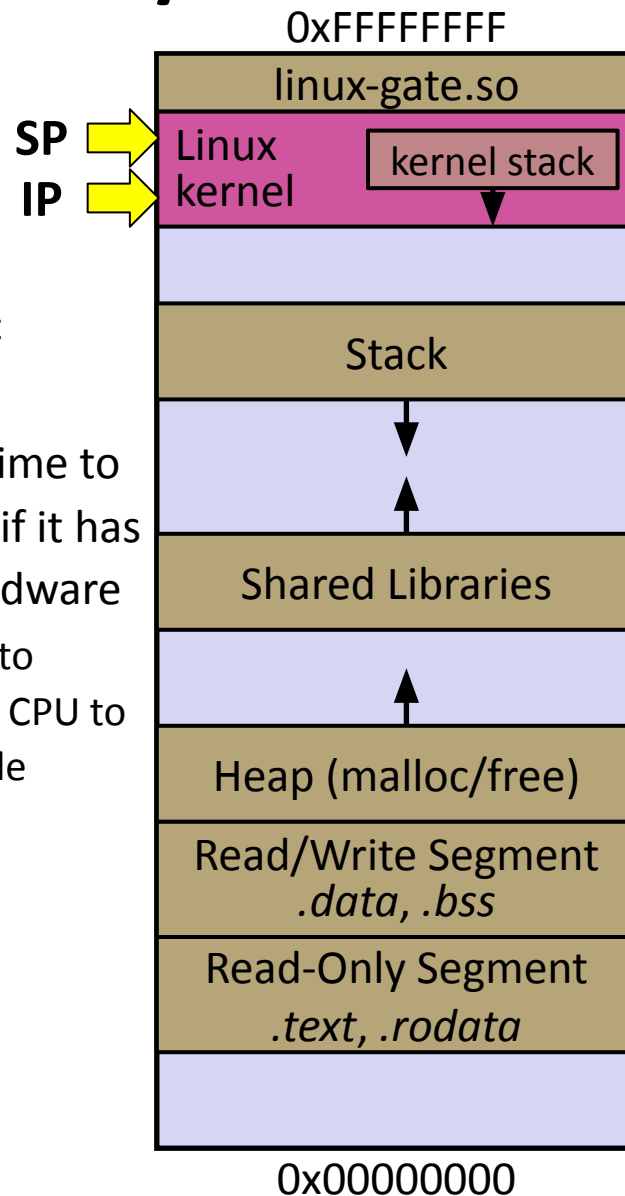 0xFFFFFFFF
linux-gate.so
SP
IP
Linux
kernel
kernel stack
Stack
ime to
if it has
dware
to
CPU to
Shared Libraries
Heap (malloc/free)
Read/Write Segment
.data, .bss
Read-Only Segment
.text, .rodata
0x00000000